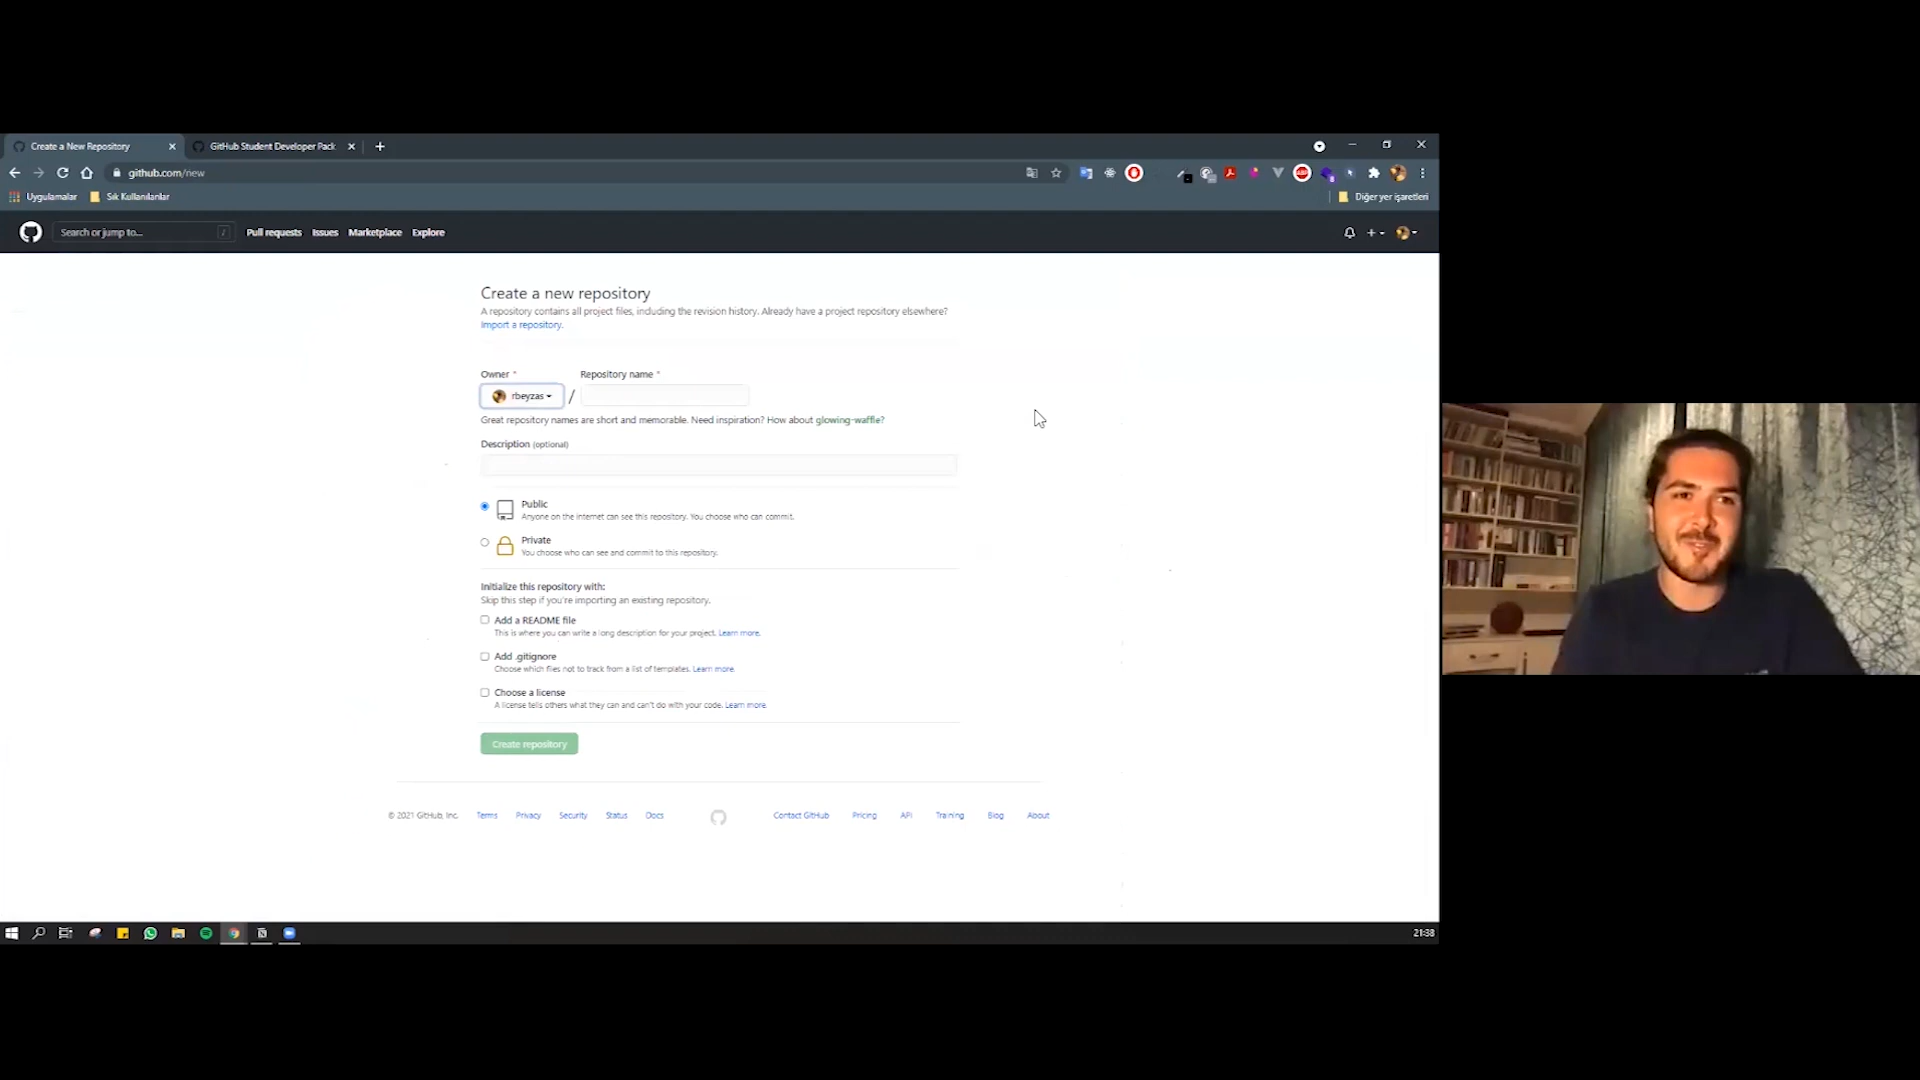 Create a New Repository
GitHub Student Developer Pack
github.com/new
Uygulamalar
Sık Kullanılanlar
Diğer yer işaretleri
Search or jump to...
/
Pull requests
Issues
Marketplace
Explore
Create a new repository
A repository contains all project files, including the revision history. Already have a project repository elsewhere?
Import a repository.
Owner *
Repository name *
rbeyzas
/
Great repository names are short and memorable. Need inspiration? How about glowing-waffle?
Description (optional)
Public
Anyone on the internet can see this repository. You choose who can commit.
Private
You choose who can see and commit to this repository.
Initialize this repository with:
Skip this step if you're importing an existing repository.
Add a README file
This is where you can write a long description for your project. Learn more.
Add .gitignore
Choose which files not to track from a list of templates. Learn more.
Choose a license
A license tells others what they can and can't do with your code. Learn more.
Create repository
© 2021 GitHub, Inc.
Terms
Privacy
Security
Status
Docs
Contact GitHub
Pricing
API
Training
Blog
About
21:38